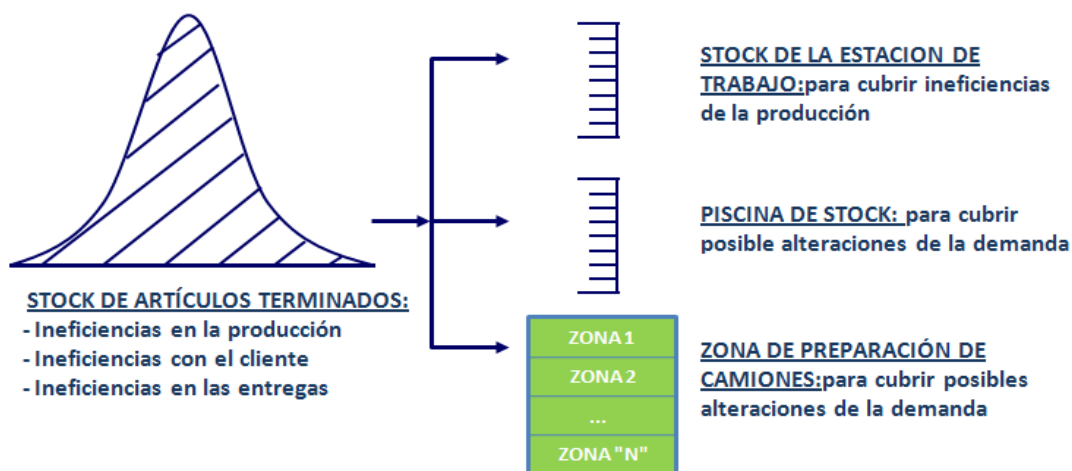 STOCK DE LA ESTACION DE
TRABAJO:para cubrir ineficiencias
de la producción
PISCINA DE STOCK: para cubrir
posible alteraciones de la demanda
STOCK DE ARTÍCULOS TERMINADOS:
- Ineficiencias en la producción
- Ineficiencias con el cliente
- Ineficiencias en las entregas
ZONA 1
ZONA 2
...
ZONA "N"
ZONA DE PREPARACIÓN DE
CAMIONES:para cubrir posibles
alteraciones de la demanda